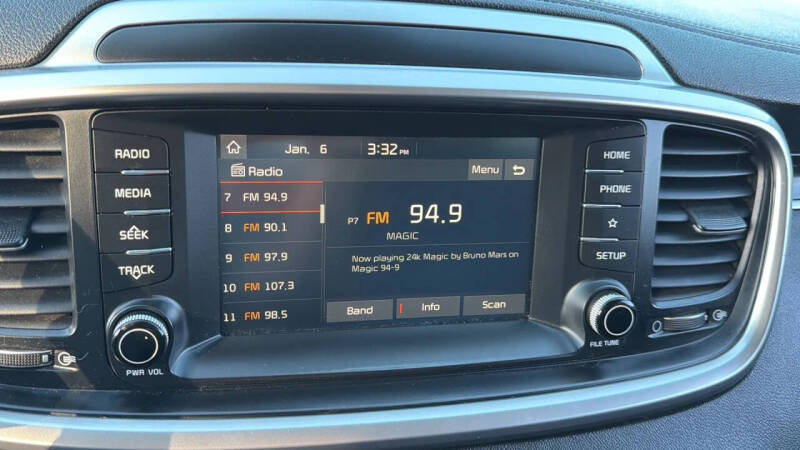 RADIO
MEDIA
SEEK
TRACK
PWR VOL
Jan. 6 3:32 PM
Radio Menu
7 FM 94.9
8 FM 90.1
9 FM 97.9
10 FM 107.3
11 FM 98.5
P7 FM 94.9
MAGIC
Now playing 24k Magic by Bruno Mars on
Magic 94-9
Band Info Scan
HOME
PHONE
SETUP
FILE TUNE